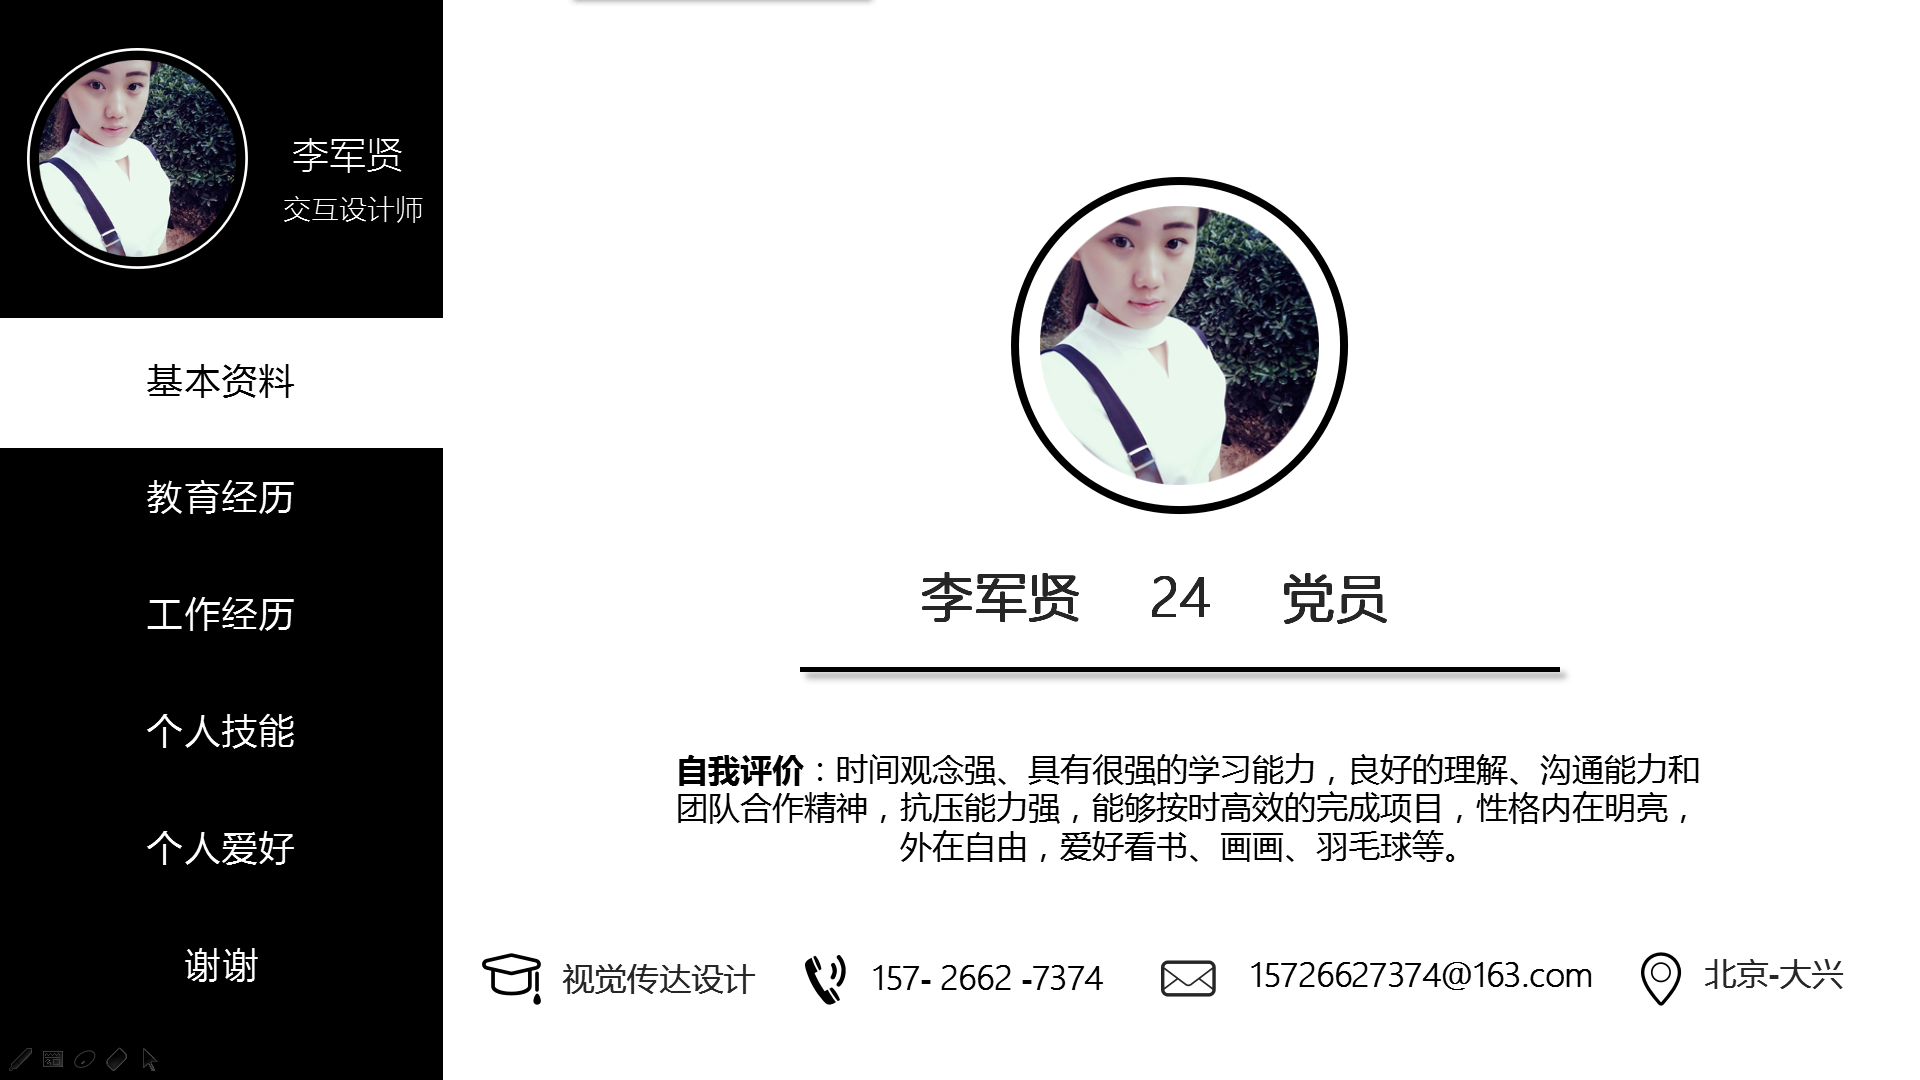 李军贤
交互设计师
基本资料
教育经历
工作经历
个人技能
个人爱好
谢谢
李军贤 24 党员
自我评价：时间观念强、具有很强的学习能力，良好的理解、沟通能力和
团队合作精神，抗压能力强，能够按时高效的完成项目，性格内在明亮，
外在自由，爱好看书、画画、羽毛球等。
视觉传达设计 157- 2662 -7374 15726627374@163.com 北京-大兴